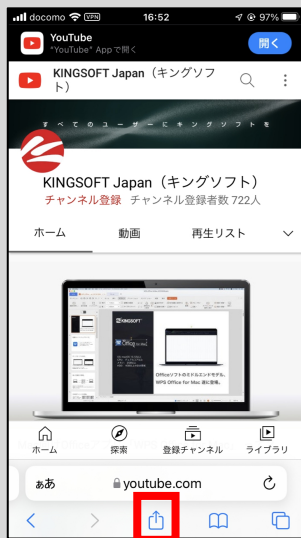 docomo VPN 16:52 97%
YouTube
"YouTube" Appで開く
開く
KINGSOFT Japan（キングソフ
ト）
すべてのユーザーにキングソフトを
KINGSOFT Japan（キングソフト）
チャンネル登録 チャンネル登録者数 722人
ホーム 動画 再生リスト
KINGSOFT
Officeソフトのミドルエンドモデル、
WPS Office for Mac 遂に登場。
ホーム 探索 登録チャンネル ライブラリ
ぁあ youtube.com